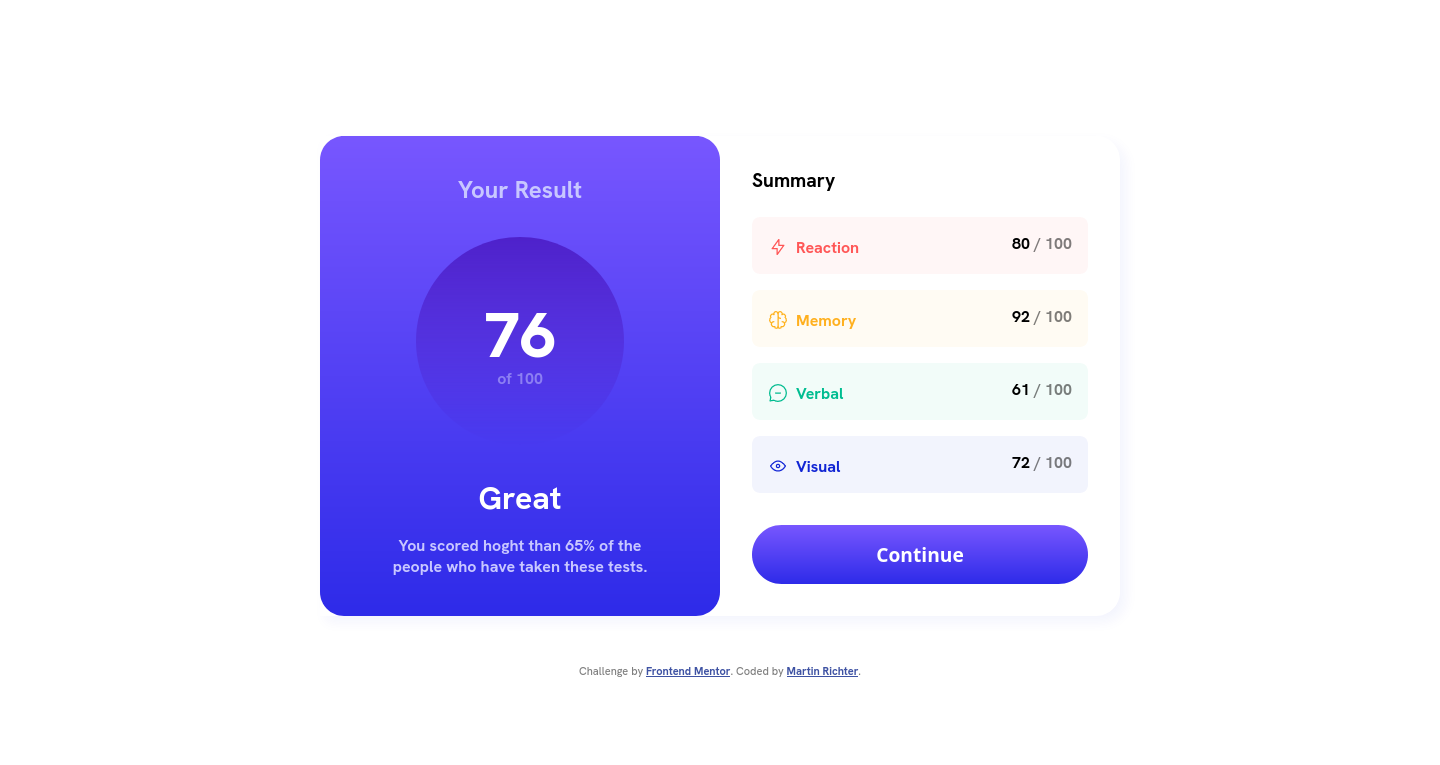 Your Result
76
of 100
Great
You scored hoght than 65% of the
people who have taken these tests.
Summary
Reaction 80 / 100
Memory 92 / 100
Verbal 61 / 100
Visual 72 / 100
Continue
Challenge by Frontend Mentor. Coded by Martin Richter.